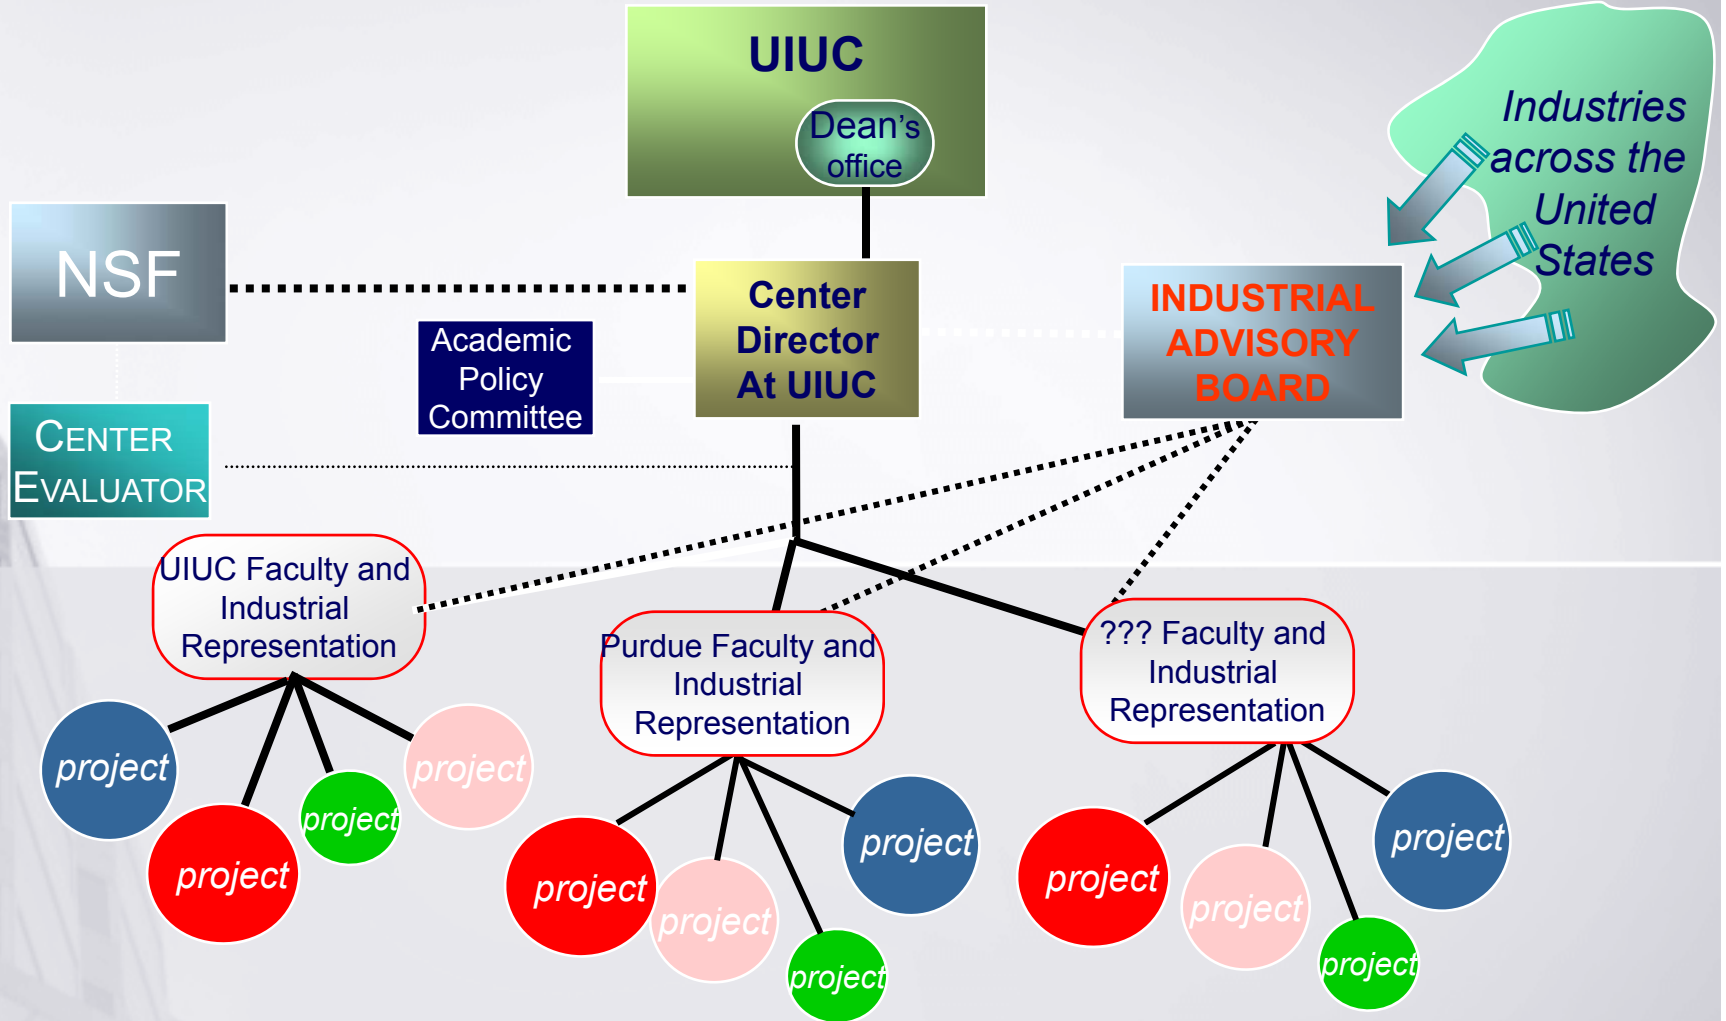 UIUC
Dean's
office
Industries
across the
United
States
NSF
Center
Director
At UIUC
INDUSTRIAL
ADVISORY
BOARD
Academic
Policy
Committee
CENTER
EVALUATOR
UIUC Faculty and
Industrial
Representation
Purdue Faculty and
Industrial
Representation
??? Faculty and
Industrial
Representation
project
project
project
project
project
project
project
project
project
project
project
project